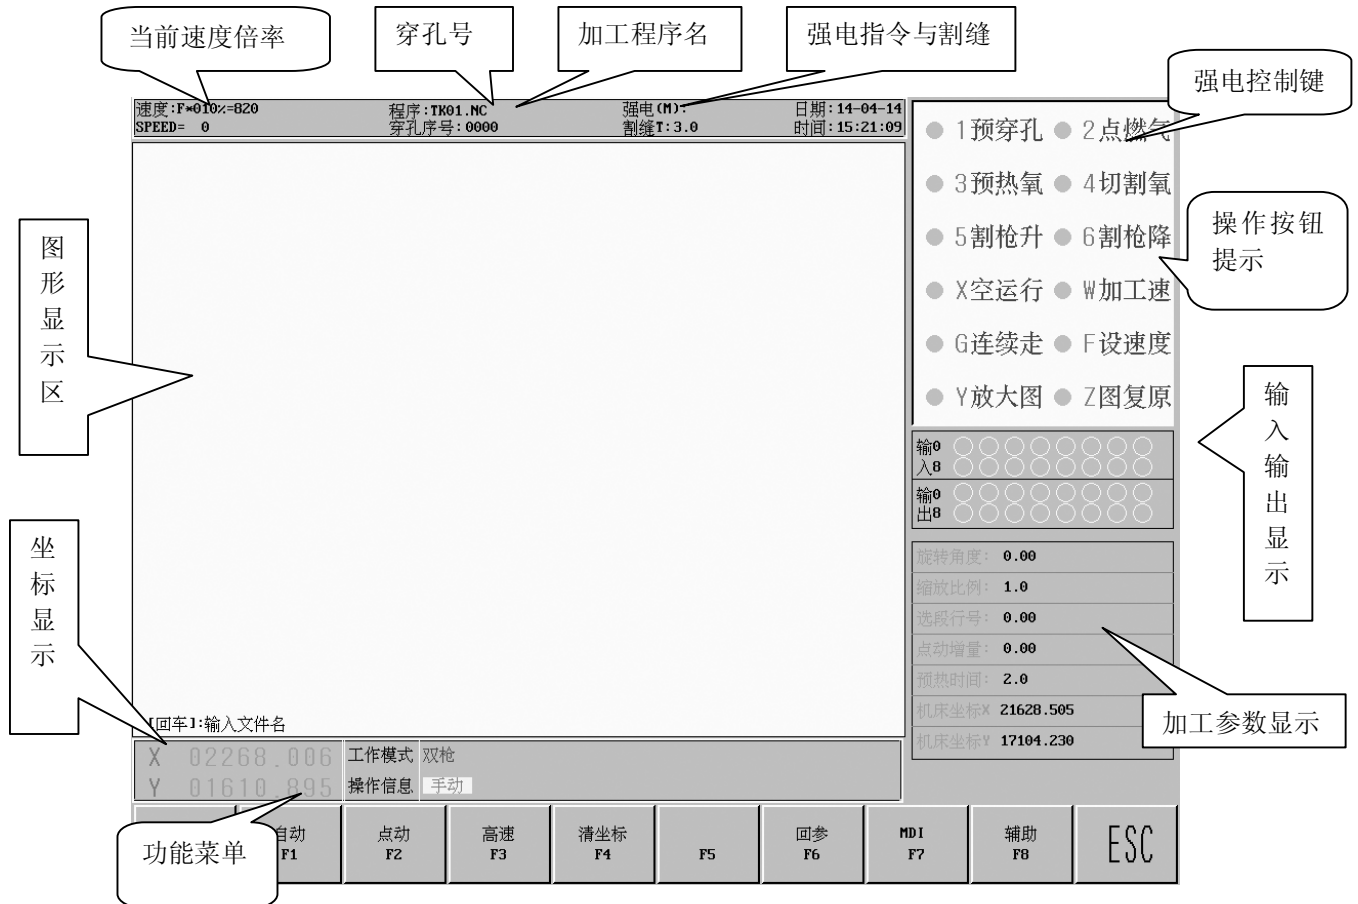 当前速度倍率
穿孔号
加工程序名
强电指令与割缝
强电控制键
速度:F*010%=820
SPEED= 0
程序:TK01.NC
穿孔序号:0000
强电(M):
割缝T:3.0
日期:14-04-14
时间:15:21:09
1预穿孔
2点燃气
3预热氧
4切割氧
5割枪升
6割枪降
X空运行
W加工速
G连续走
F设速度
Y放大图
Z图复原
操作按钮
提示
图形显示区
输入输出显示
输0
入8
输0
出8
旋转角度: 0.00
缩放比例: 1.0
选段行号: 0.00
点动增量: 0.00
预热时间: 2.0
机床坐标X 21628.505
机床坐标Y 17104.230
加工参数显示
坐标显示
[回车]:输入文件名
X 02268.006
Y 01610.895
工作模式 双枪
操作信息 手动
功能菜单
自动
F1
点动
F2
高速
F3
清坐标
F4
F5
回参
F6
MDI
F7
辅助
F8
ESC